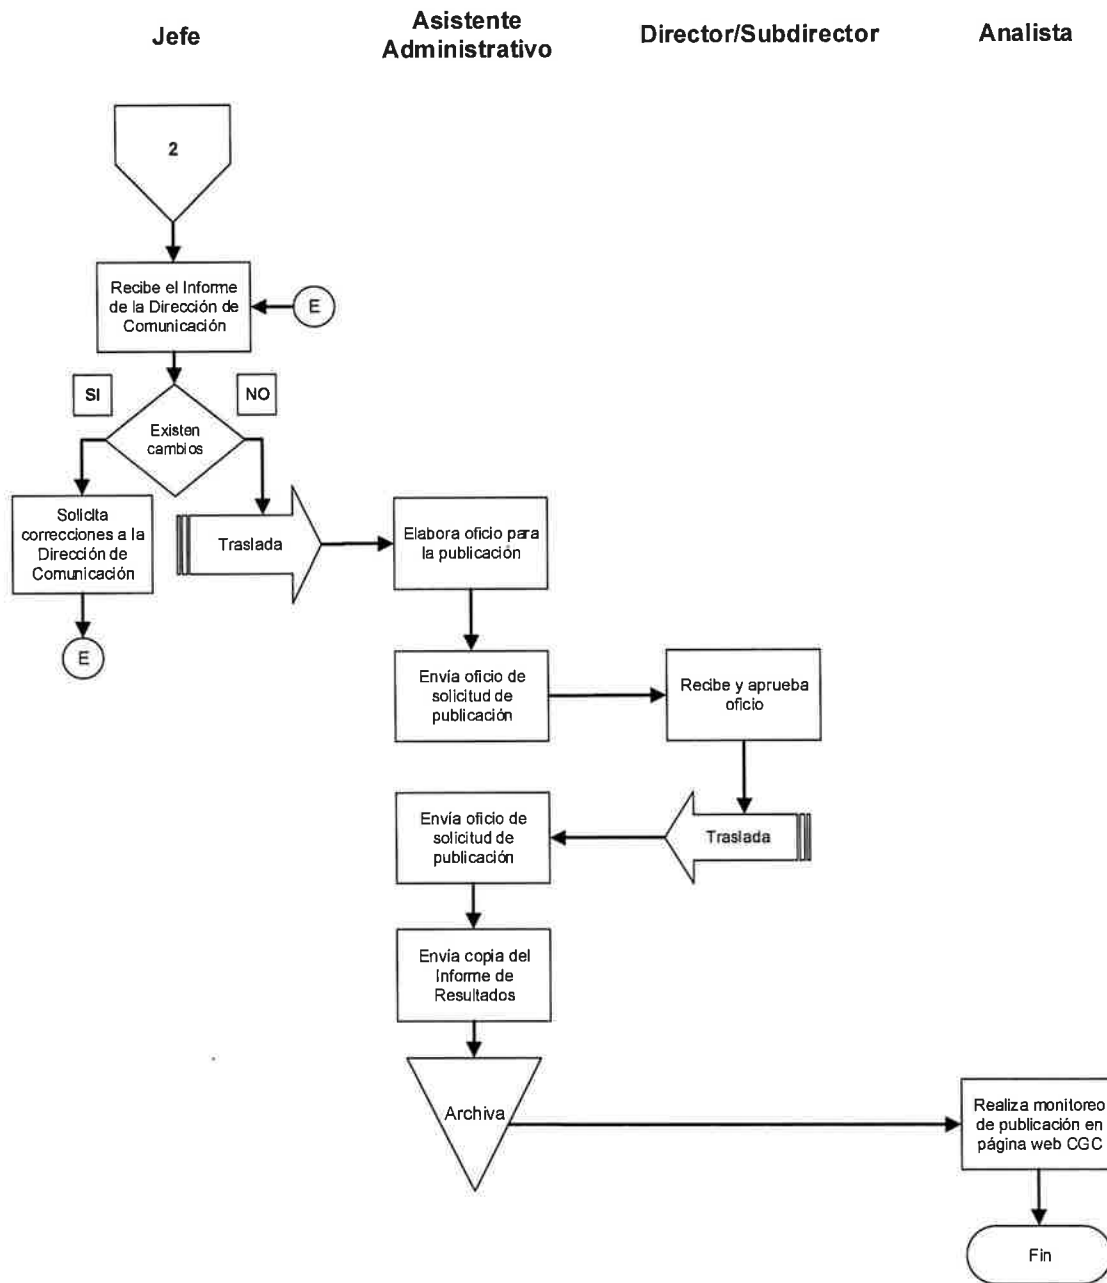 Jefe
Asistente
Administrativo
Director/Subdirector
Analista
2
Recibe el Informe
de la Dirección de
Comunicación
E
SI
NO
Existen
cambios
Solicita
correcciones a la
Dirección de
Comunicación
E
Traslada
Elabora oficio para
la publicación
Envía oficio de
solicitud de
publicación
Recibe y aprueba
oficio
Traslada
Envía oficio de
solicitud de
publicación
Envía copia del
Informe de
Resultados
Archiva
Realiza monitoreo
de publicación en
página web CGC
Fin